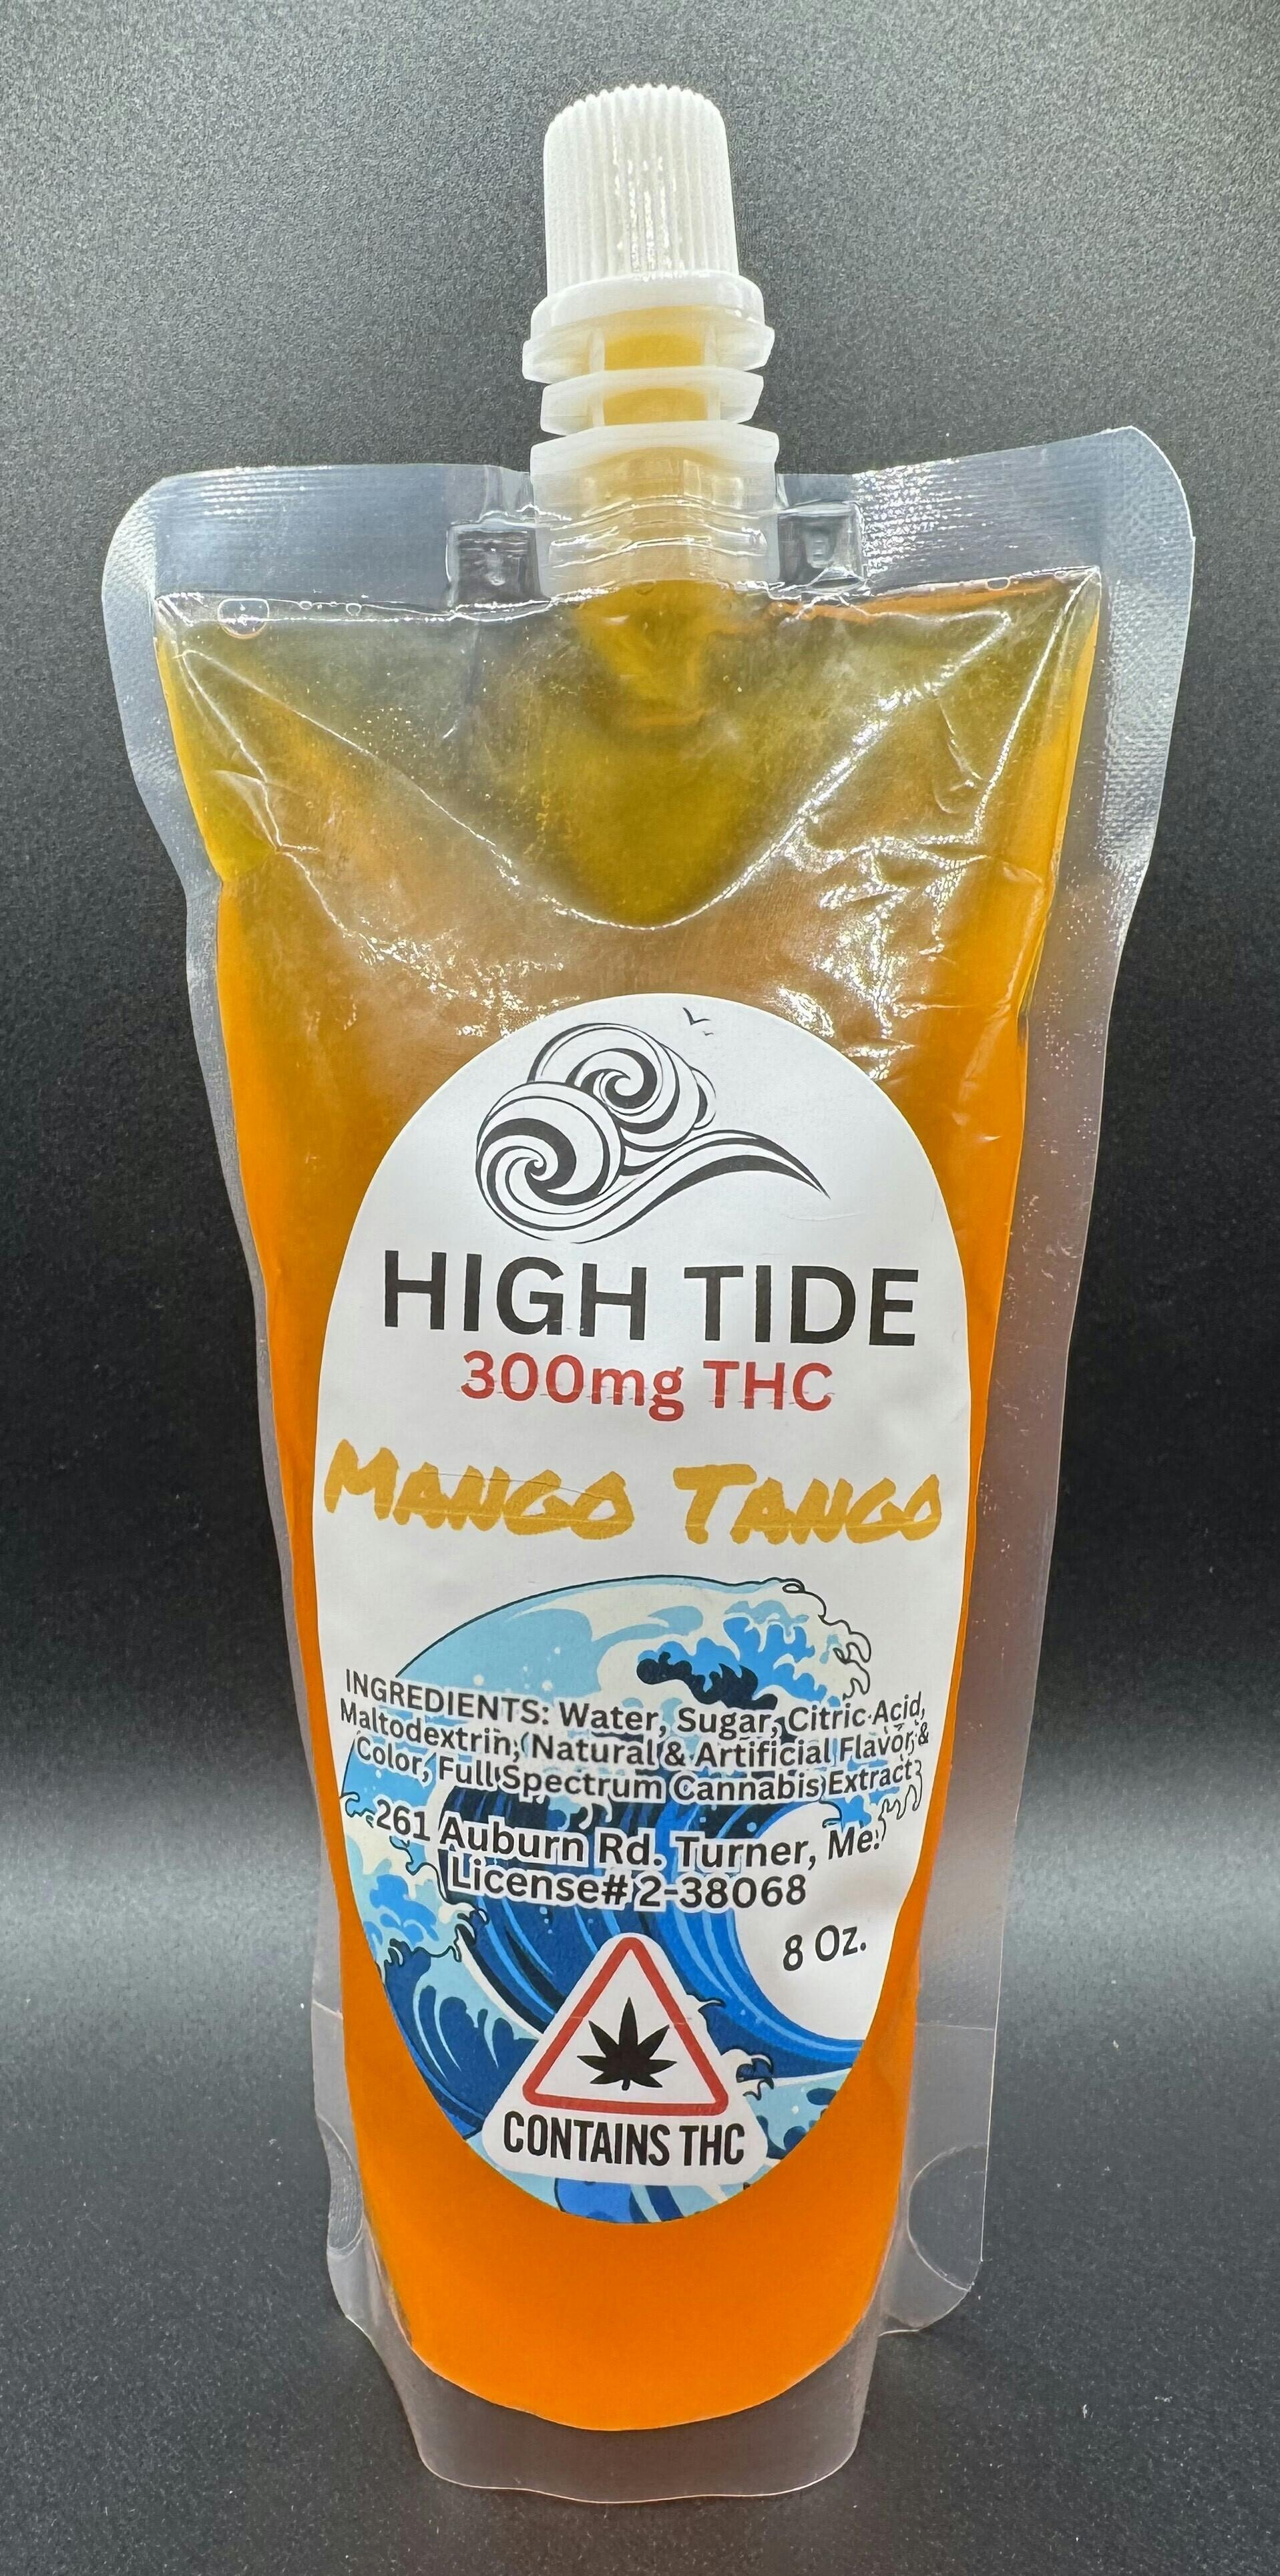 HIGH TIDE
300mg THC
MANGO TANGO
INGREDIENTS: Water, Sugar, Citric Acid,
Maltodextrin, Natural & Artificial Flavor &
Color, Full Spectrum Cannabis Extract
261 Auburn Rd. Turner, Me.
License# 2-38068
8 Oz.
CONTAINS THC